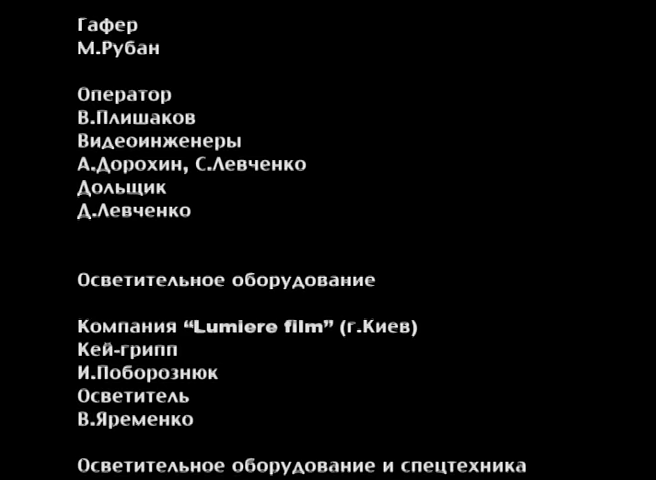 Гафер
М.Рубан
Оператор
В.Плишаков
Видеоинженеры
А.Дорохин, С.Левченко
Дольщик
Д.Левченко
Осветительное оборудование
Компания “Lumiere film” (г.Киев)
Кей-грипп
И.Поборознюк
Осветитель
В.Яременко
Осветительное оборудование и спецтехника